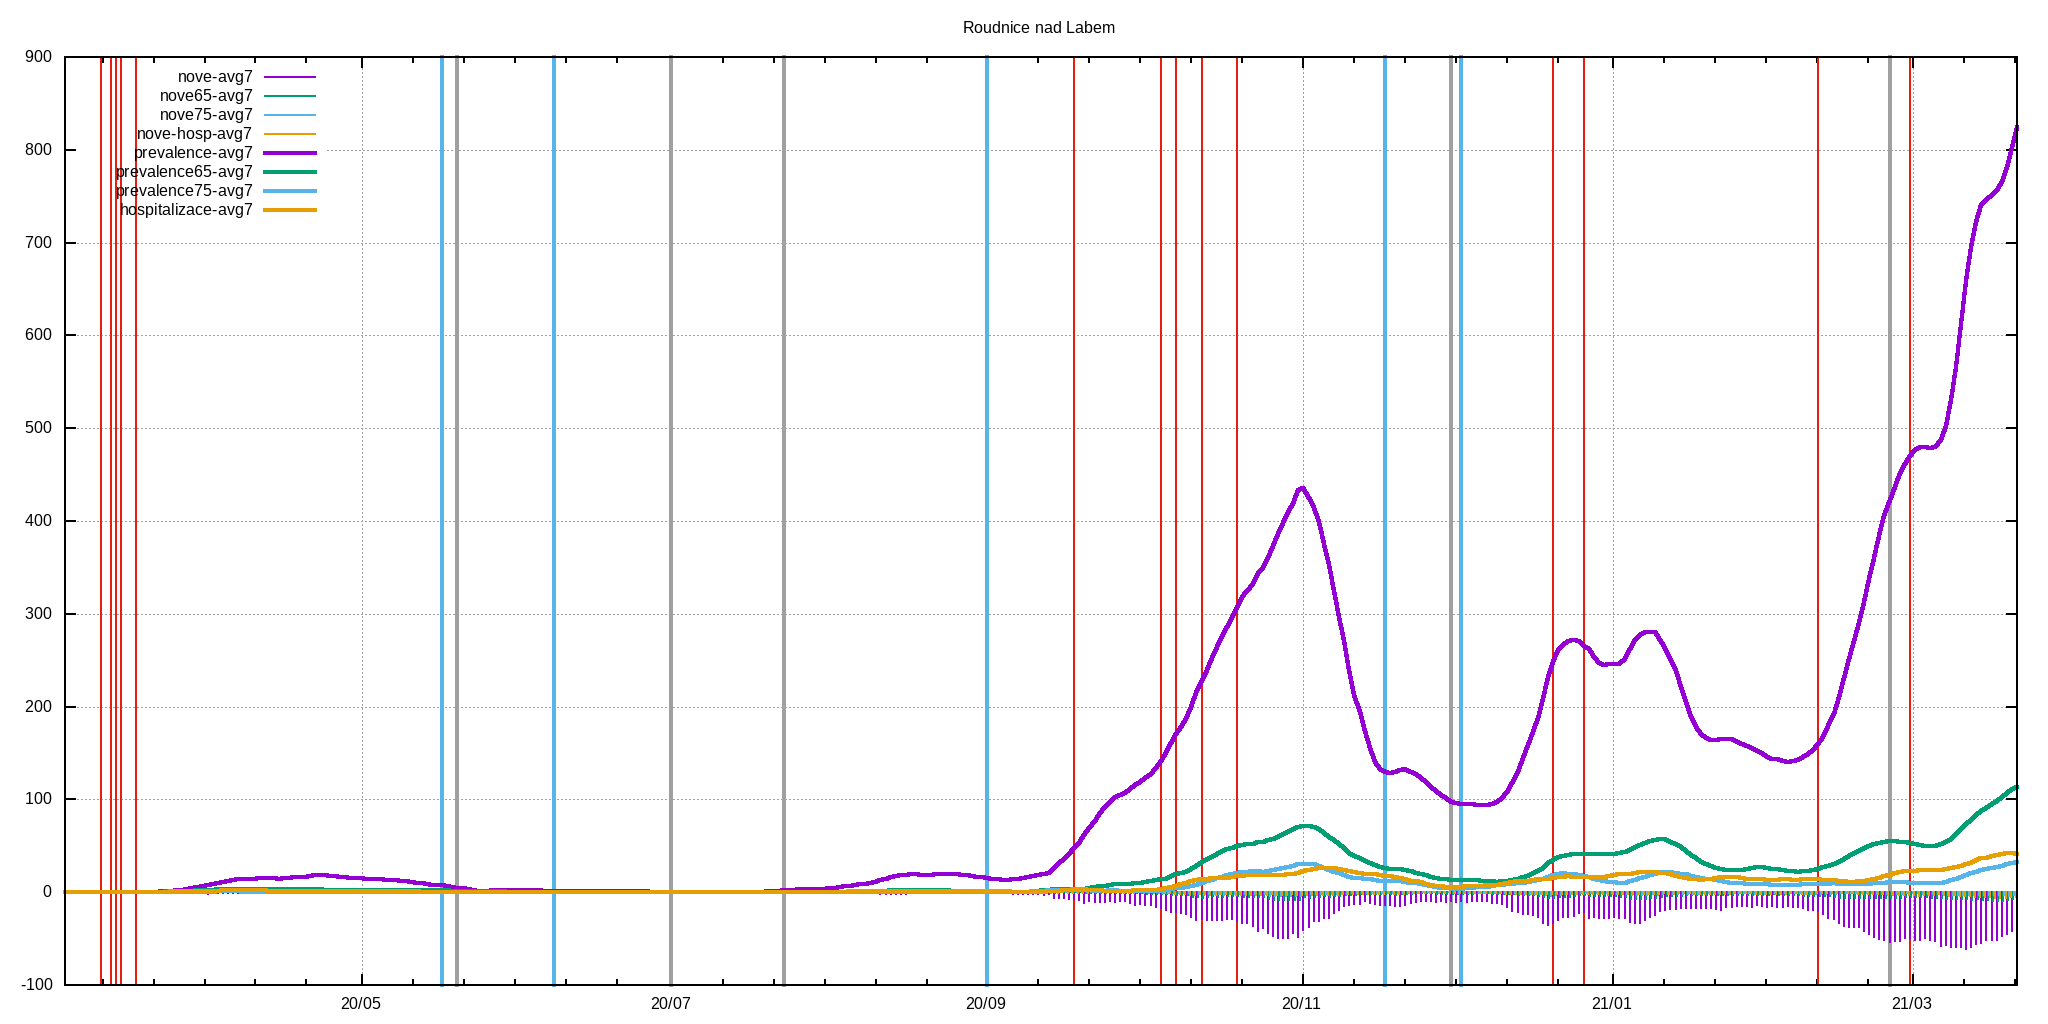 Roudnice nad Labem
900
800
700
600
500
400
300
200
100
0
-100
nove-avg7
nove65-avg7
nove75-avg7
nove-hosp-avg7
prevalence-avg7
prevalence65-avg7
prevalence75-avg7
hospitalizace-avg7
20/05 20/07 20/09 20/11 21/01 21/03